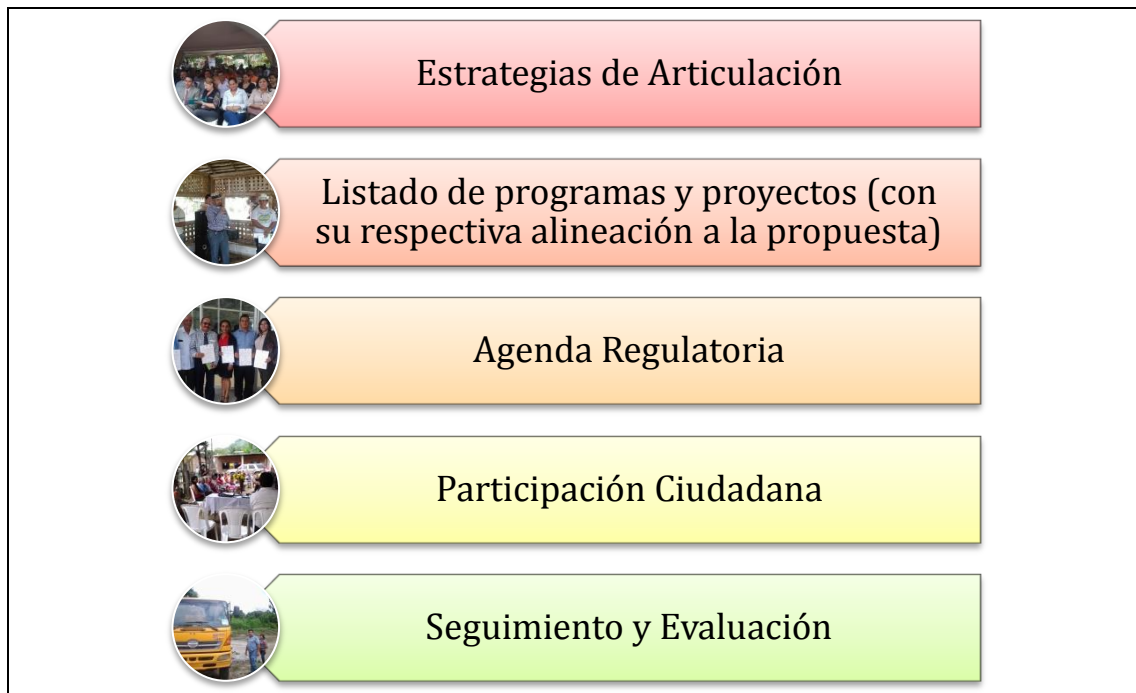 Estrategias de Articulación
Listado de programas y proyectos (con
su respectiva alineación a la propuesta)
Agenda Regulatoria
Participación Ciudadana
Seguimiento y Evaluación